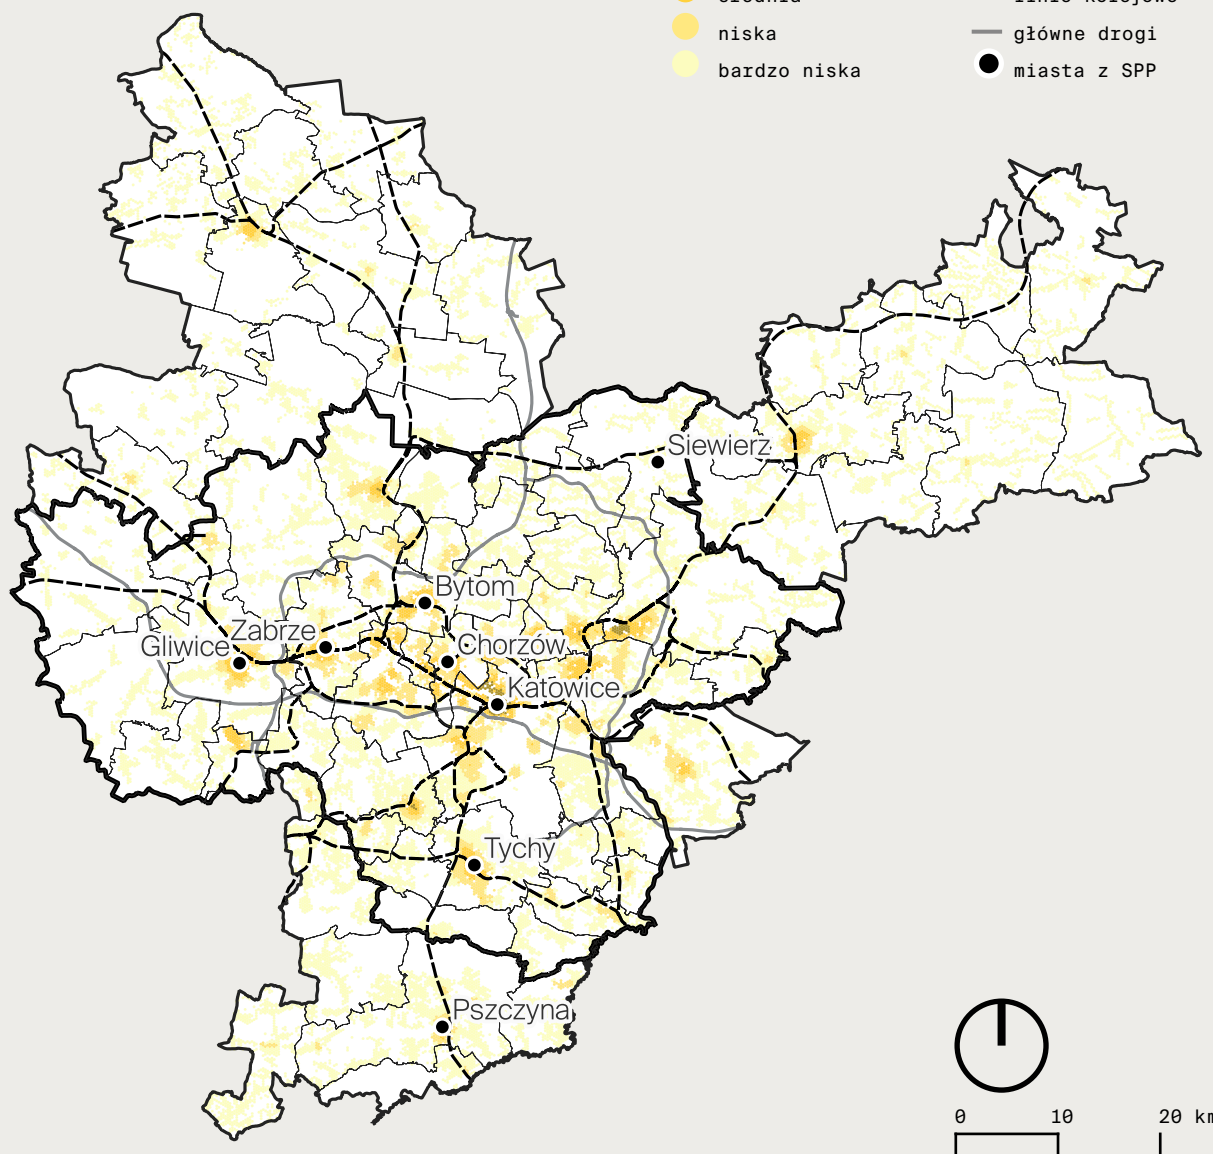 niska
główne drogi
bardzo niska
miasta z SPP
Siewierz
Bytom
Zabrze
Gliwice
Chorzów
Katowice
Tychy
Pszczyna
0 10 20 km